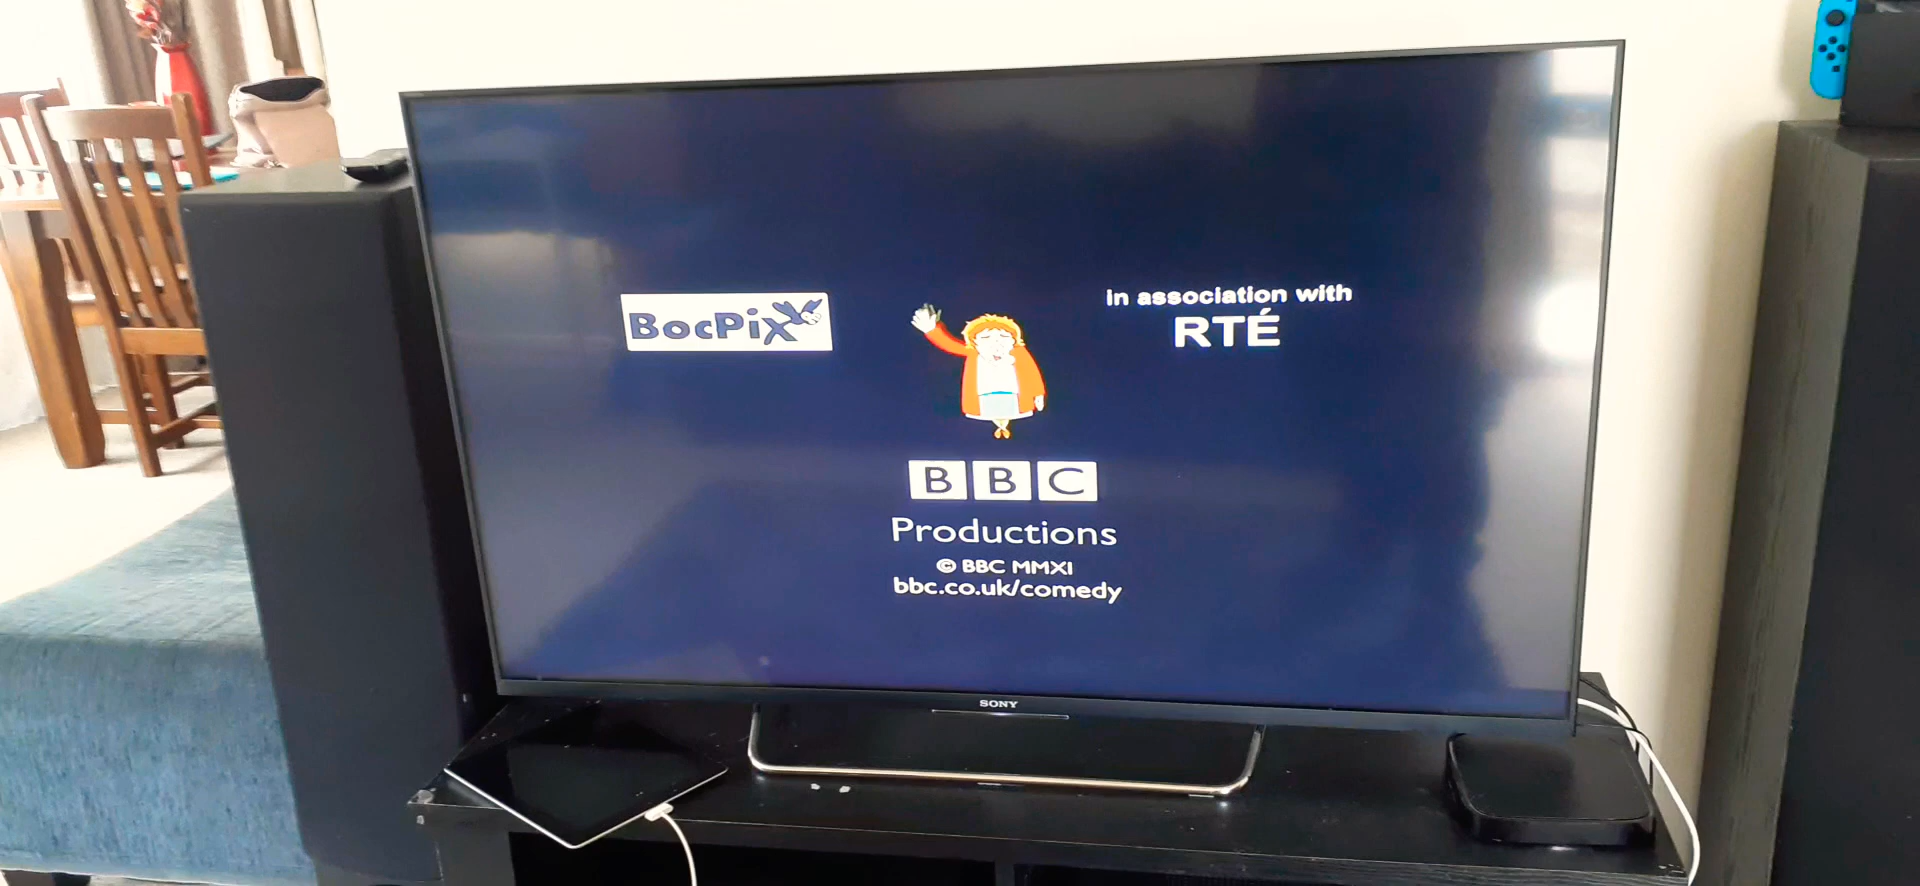 BocPix
in association with
RTÉ
BBC
Productions
© BBC MMXI
bbc.co.uk/comedy
SONY